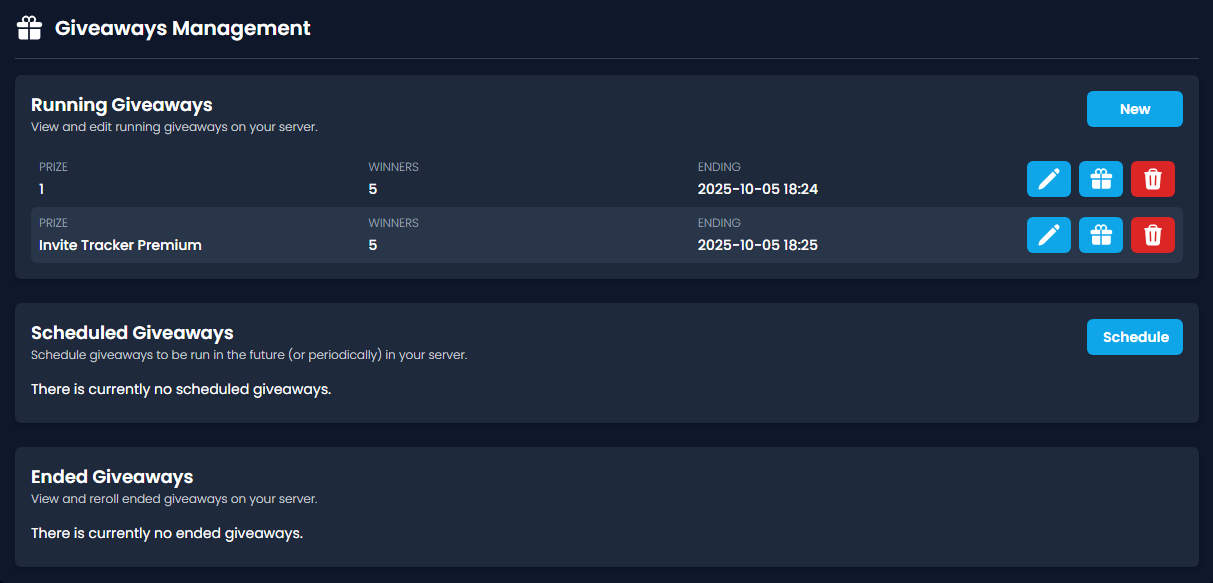 Giveaways Management
Running Giveaways
New
View and edit running giveaways on your server.
PRIZE WINNERS ENDING
1 5 2025-10-05 18:24
PRIZE WINNERS ENDING
Invite Tracker Premium 5 2025-10-05 18:25
Scheduled Giveaways
Schedule
Schedule giveaways to be run in the future (or periodically) in your server.
There is currently no scheduled giveaways.
Ended Giveaways
View and reroll ended giveaways on your server.
There is currently no ended giveaways.